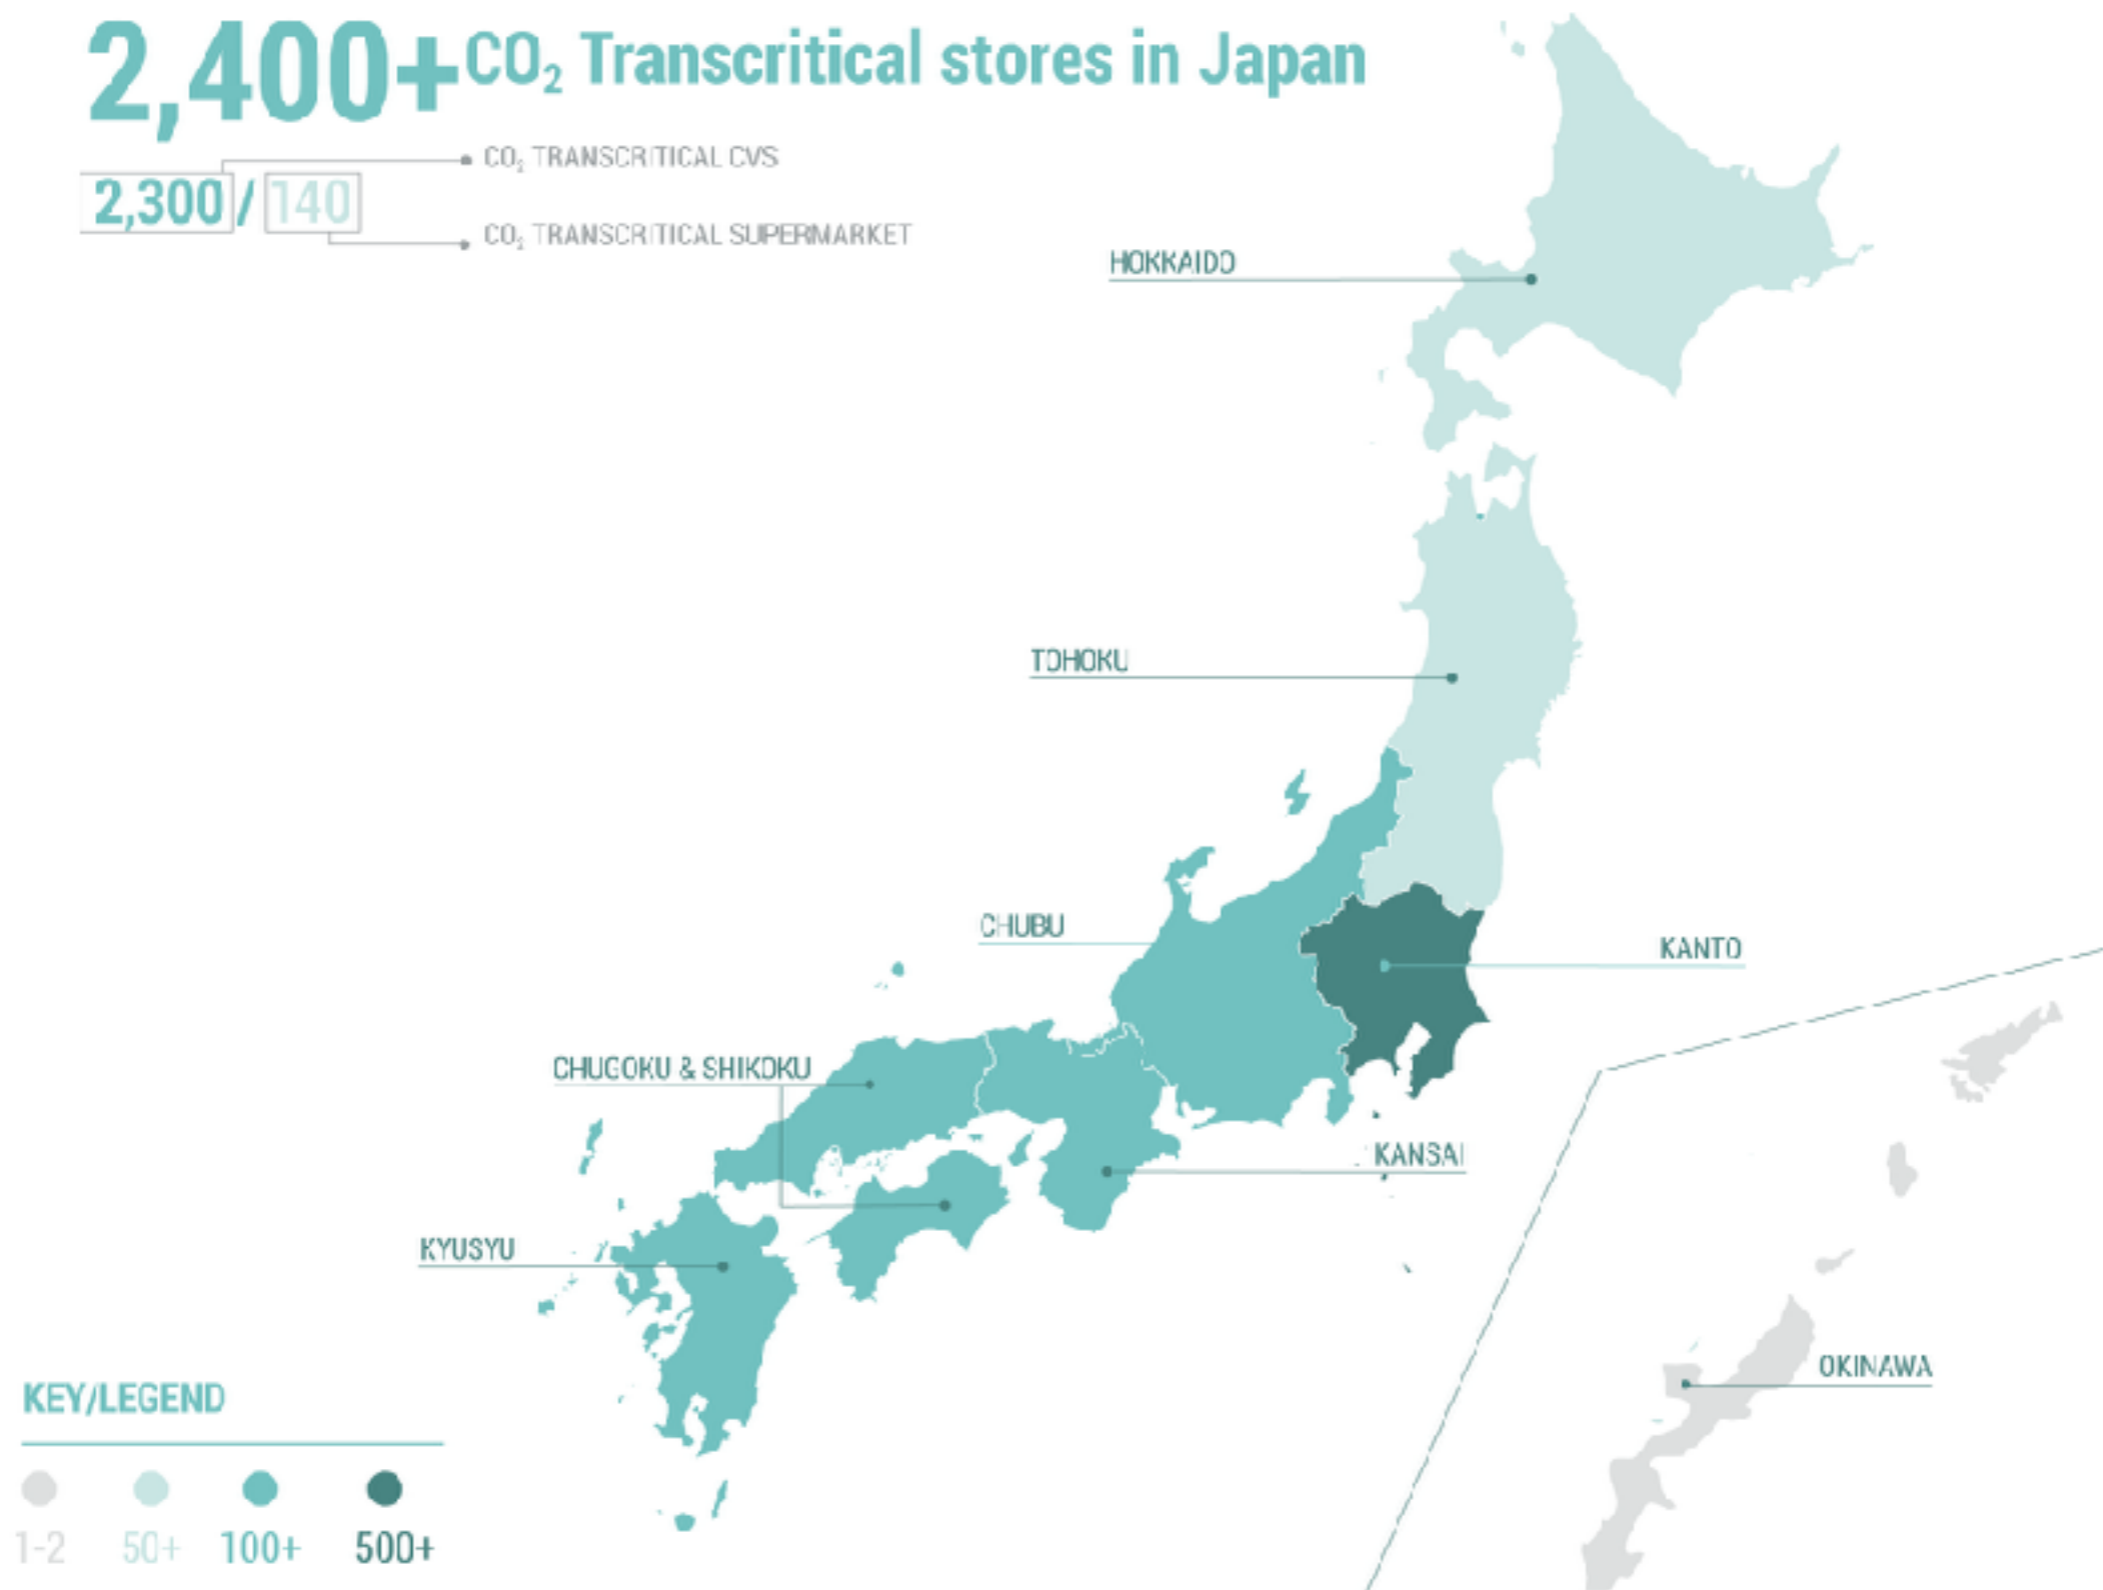 2,400+ CO₂ Transcritical stores in Japan
CO₂ TRANSCRITICAL CVS
2,300 / 140
CO₂ TRANSCRITICAL SUPERMARKET
HOKKAIDO
TOHOKU
CHUBU
KANTO
CHUGOKU & SHIKOKU
KANSAI
KYUSYU
OKINAWA
KEY/LEGEND
1-2 50+ 100+ 500+